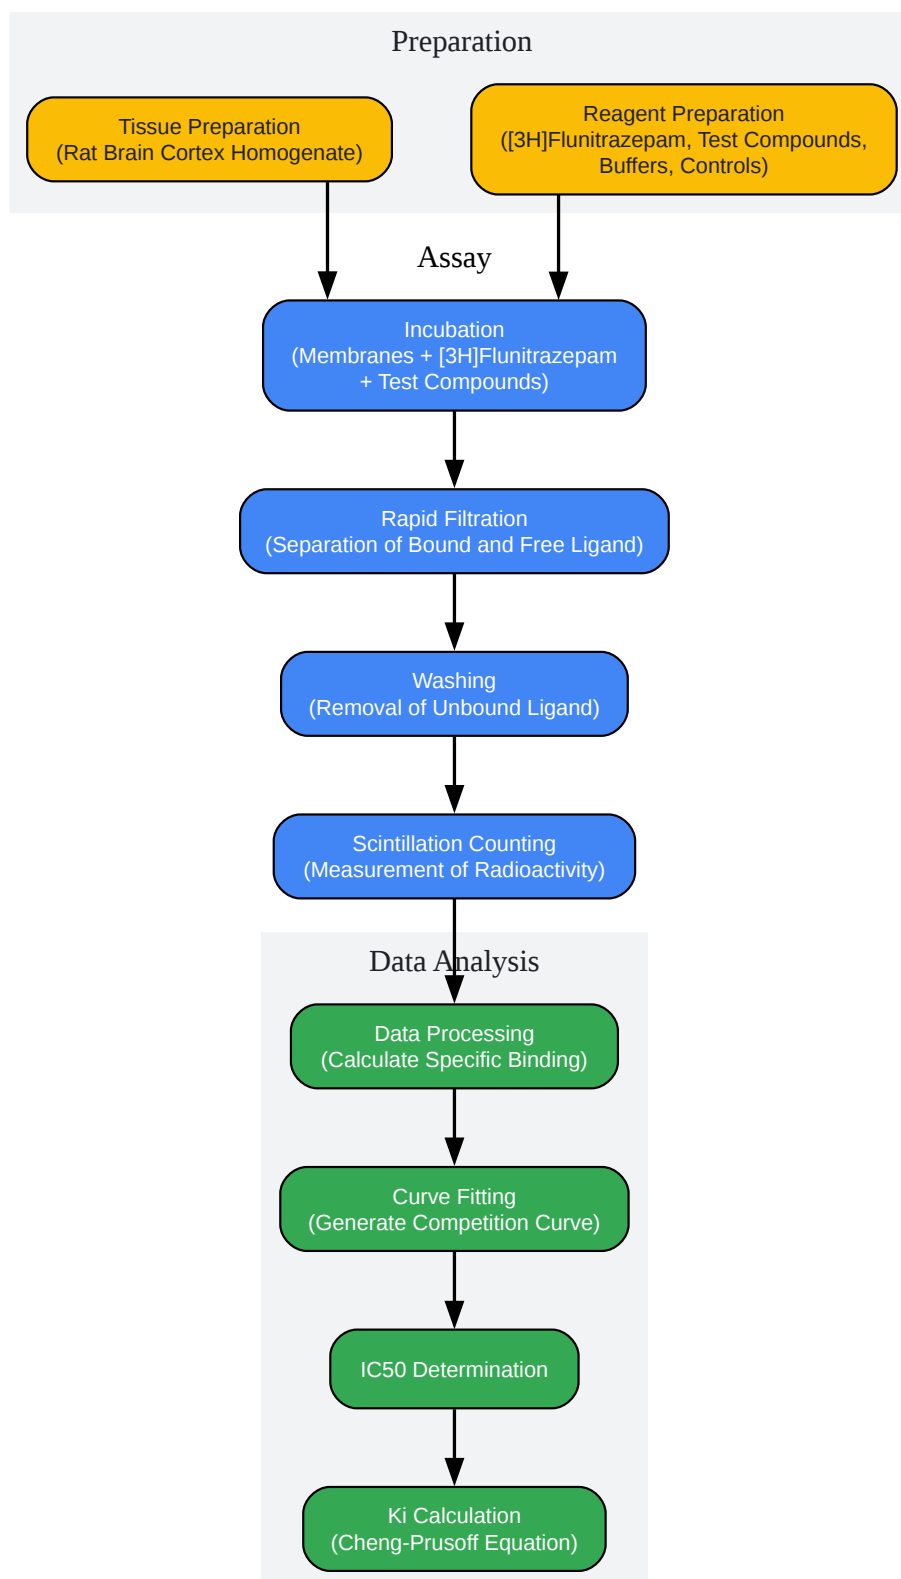 Preparation
Tissue Preparation
(Rat Brain Cortex Homogenate)
Reagent Preparation
([3H]Flunitrazepam, Test Compounds,
Buffers, Controls)
Assay
Incubation
(Membranes + [3H]Flunitrazepam
+ Test Compounds)
Rapid Filtration
(Separation of Bound and Free Ligand)
Washing
(Removal of Unbound Ligand)
Scintillation Counting
(Measurement of Radioactivity)
Data Analysis
Data Processing
(Calculate Specific Binding)
Curve Fitting
(Generate Competition Curve)
IC50 Determination
Ki Calculation
(Cheng-Prusoff Equation)